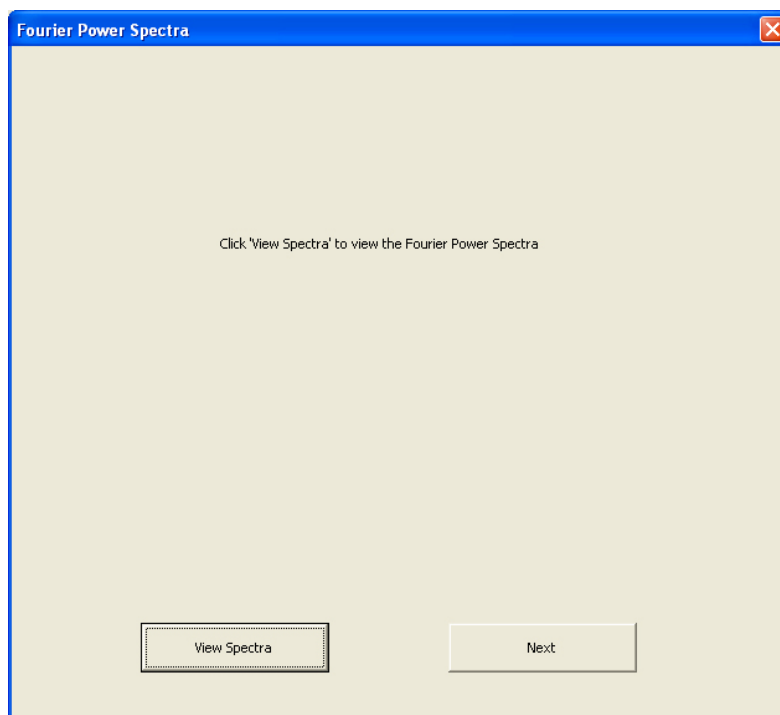 Fourier Power Spectra
Click 'View Spectra' to view the Fourier Power Spectra
View Spectra
Next